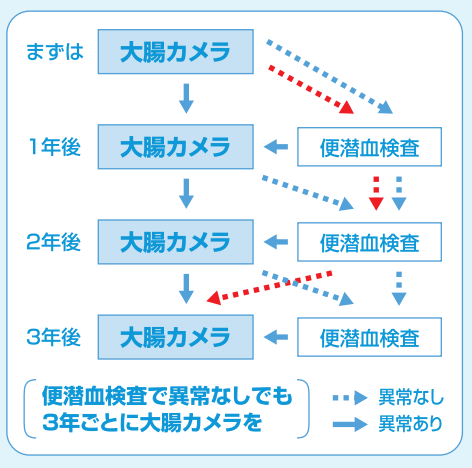 まずは 大腸カメラ
1年後 大腸カメラ 便潜血検査
2年後 大腸カメラ 便潜血検査
3年後 大腸カメラ 便潜血検査
便潜血検査で異常なしでも
3年ごとに大腸カメラを
異常なし
異常あり